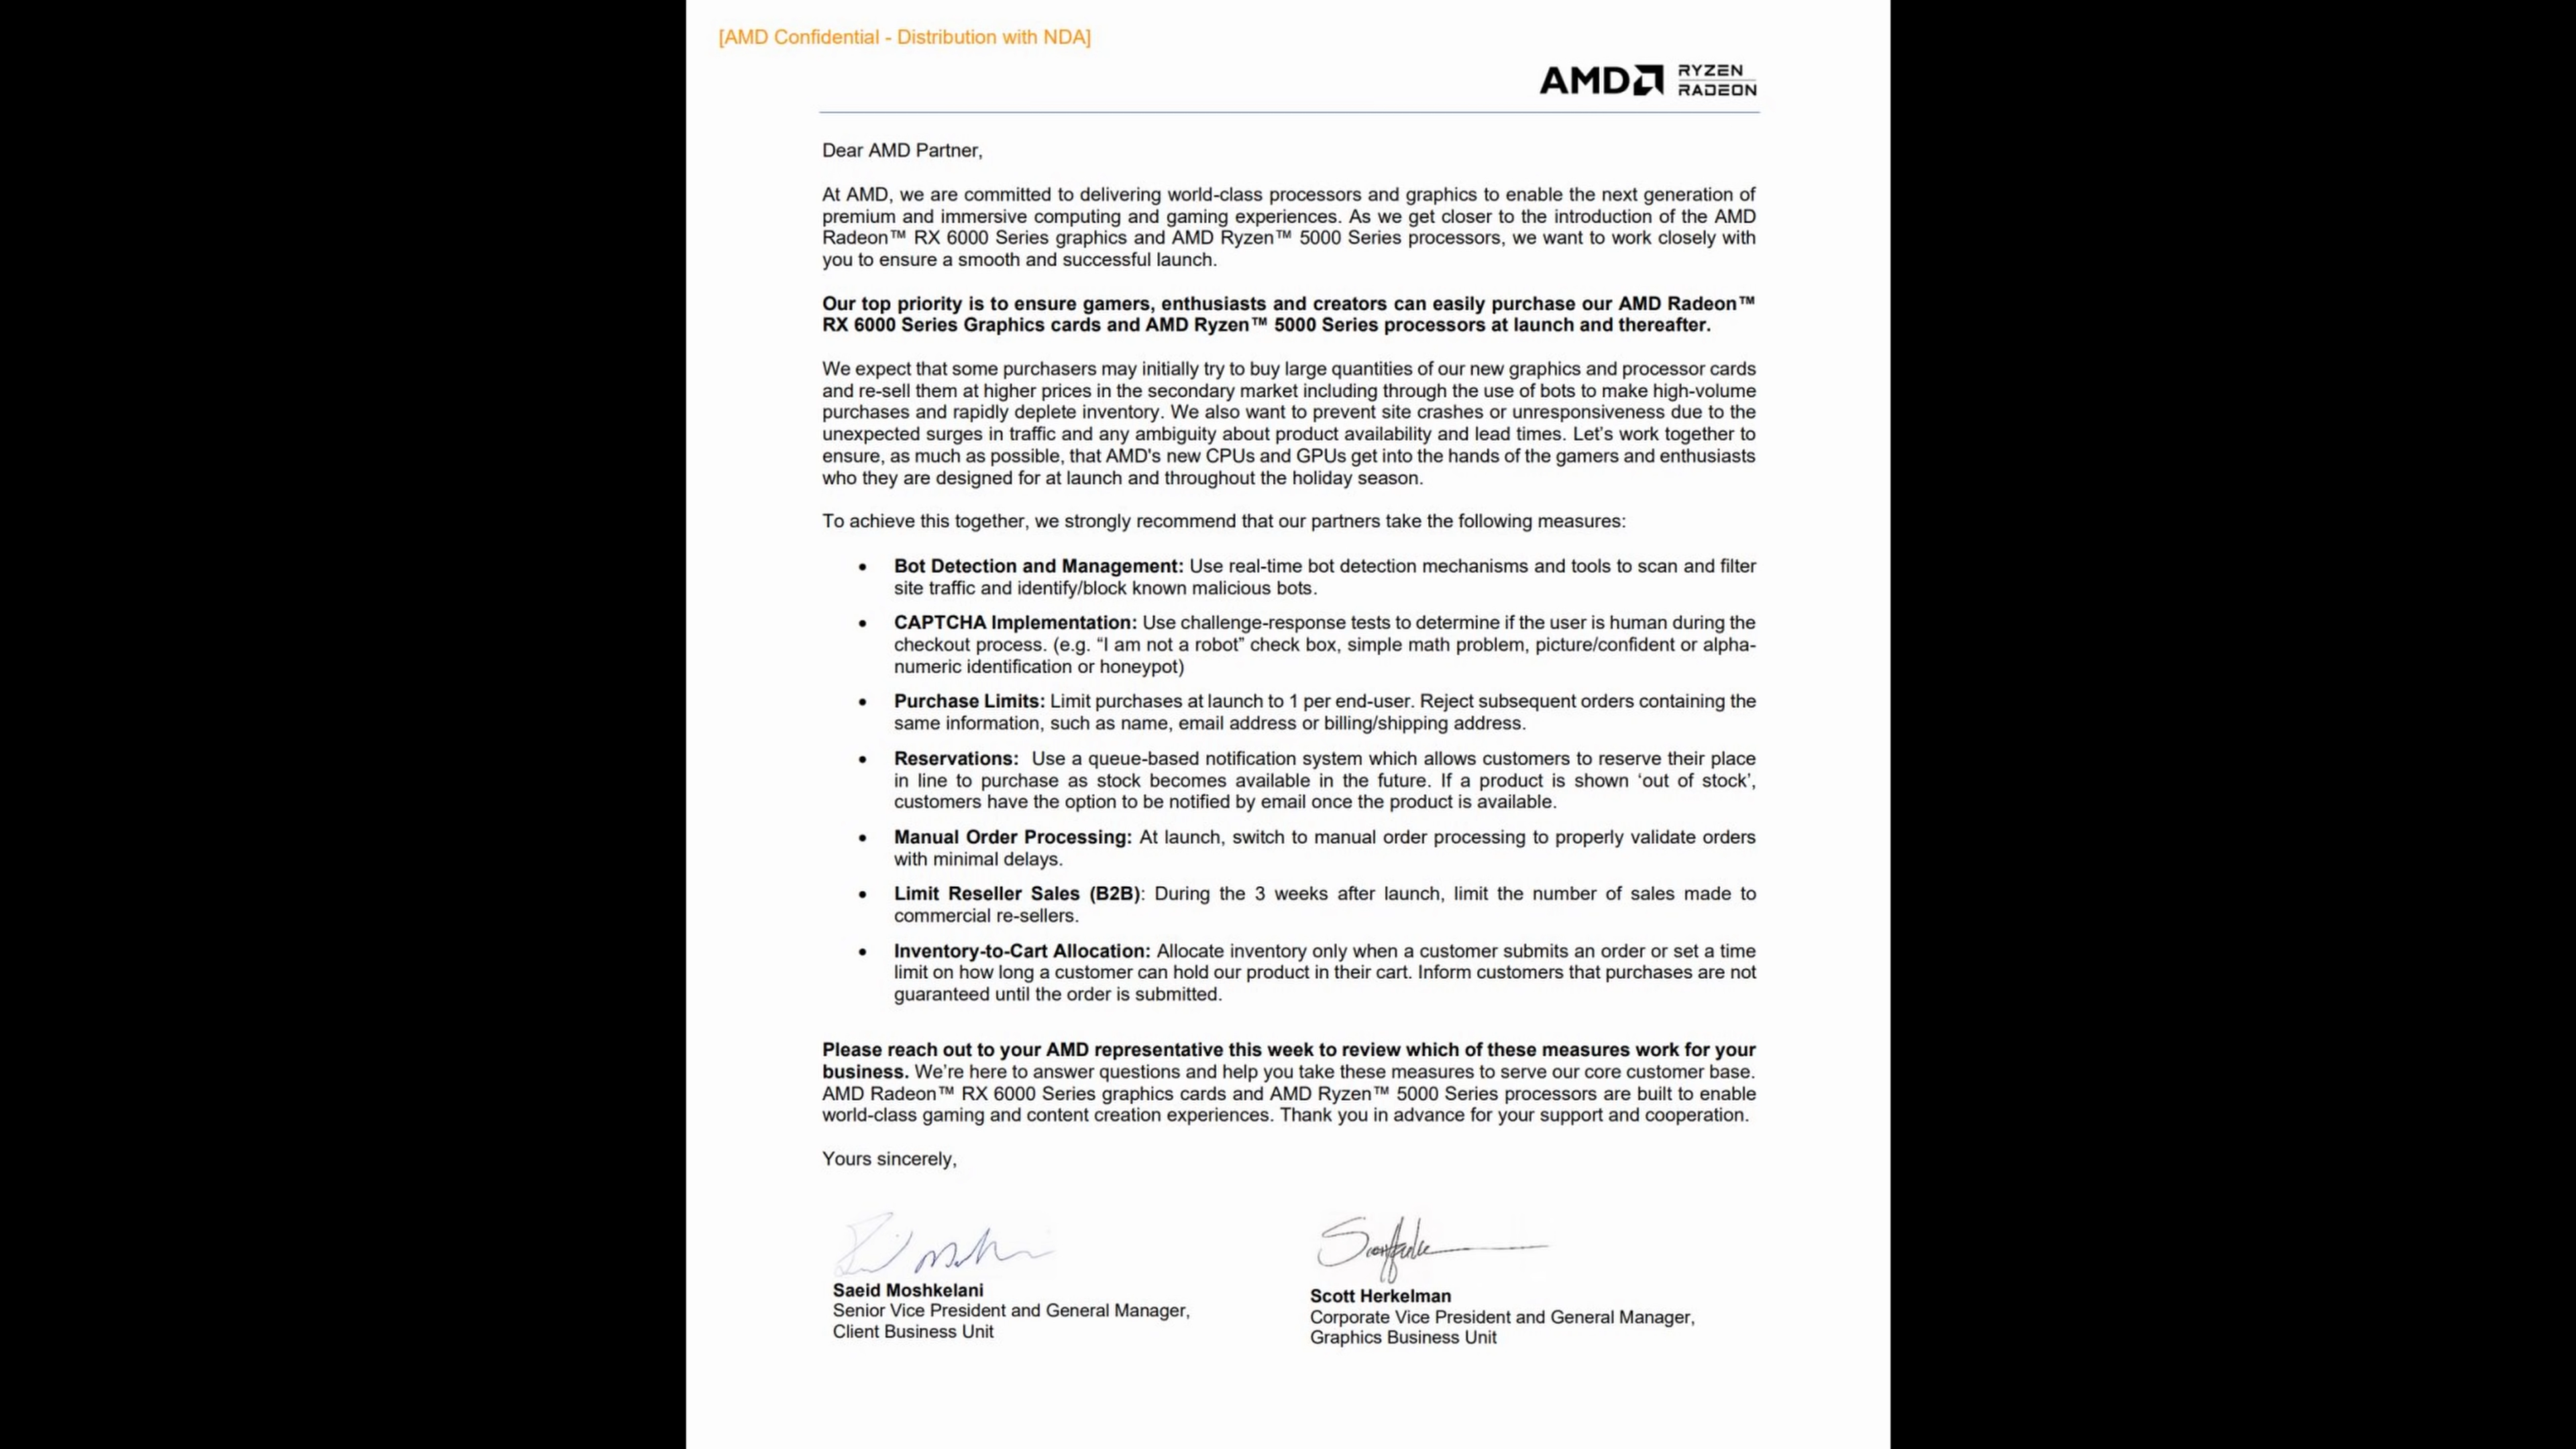 [AMD Confidential - Distribution with NDA]
AMD RYZEN
RADEON
Dear AMD Partner,
At AMD, we are committed to delivering world-class processors and graphics to enable the next generation of
premium and immersive computing and gaming experiences. As we get closer to the introduction of the AMD
Radeon™ RX 6000 Series graphics and AMD Ryzen™ 5000 Series processors, we want to work closely with
you to ensure a smooth and successful launch.
Our top priority is to ensure gamers, enthusiasts and creators can easily purchase our AMD Radeon™
RX 6000 Series Graphics cards and AMD Ryzen™ 5000 Series processors at launch and thereafter.
We expect that some purchasers may initially try to buy large quantities of our new graphics and processor cards
and re-sell them at higher prices in the secondary market including through the use of bots to make high-volume
purchases and rapidly deplete inventory. We also want to prevent site crashes or unresponsiveness due to the
unexpected surges in traffic and any ambiguity about product availability and lead times. Let’s work together to
ensure, as much as possible, that AMD's new CPUs and GPUs get into the hands of the gamers and enthusiasts
who they are designed for at launch and throughout the holiday season.
To achieve this together, we strongly recommend that our partners take the following measures:
• Bot Detection and Management: Use real-time bot detection mechanisms and tools to scan and filter
site traffic and identify/block known malicious bots.
• CAPTCHA Implementation: Use challenge-response tests to determine if the user is human during the
checkout process. (e.g. “I am not a robot” check box, simple math problem, picture/confident or alpha-
numeric identification or honeypot)
• Purchase Limits: Limit purchases at launch to 1 per end-user. Reject subsequent orders containing the
same information, such as name, email address or billing/shipping address.
• Reservations: Use a queue-based notification system which allows customers to reserve their place
in line to purchase as stock becomes available in the future. If a product is shown ‘out of stock’,
customers have the option to be notified by email once the product is available.
• Manual Order Processing: At launch, switch to manual order processing to properly validate orders
with minimal delays.
• Limit Reseller Sales (B2B): During the 3 weeks after launch, limit the number of sales made to
commercial re-sellers.
• Inventory-to-Cart Allocation: Allocate inventory only when a customer submits an order or set a time
limit on how long a customer can hold our product in their cart. Inform customers that purchases are not
guaranteed until the order is submitted.
Please reach out to your AMD representative this week to review which of these measures work for your
business. We’re here to answer questions and help you take these measures to serve our core customer base.
AMD Radeon™ RX 6000 Series graphics cards and AMD Ryzen™ 5000 Series processors are built to enable
world-class gaming and content creation experiences. Thank you in advance for your support and cooperation.
Yours sincerely,
Saeid Moshkelani
Senior Vice President and General Manager,
Client Business Unit
Scott Herkelman
Corporate Vice President and General Manager,
Graphics Business Unit